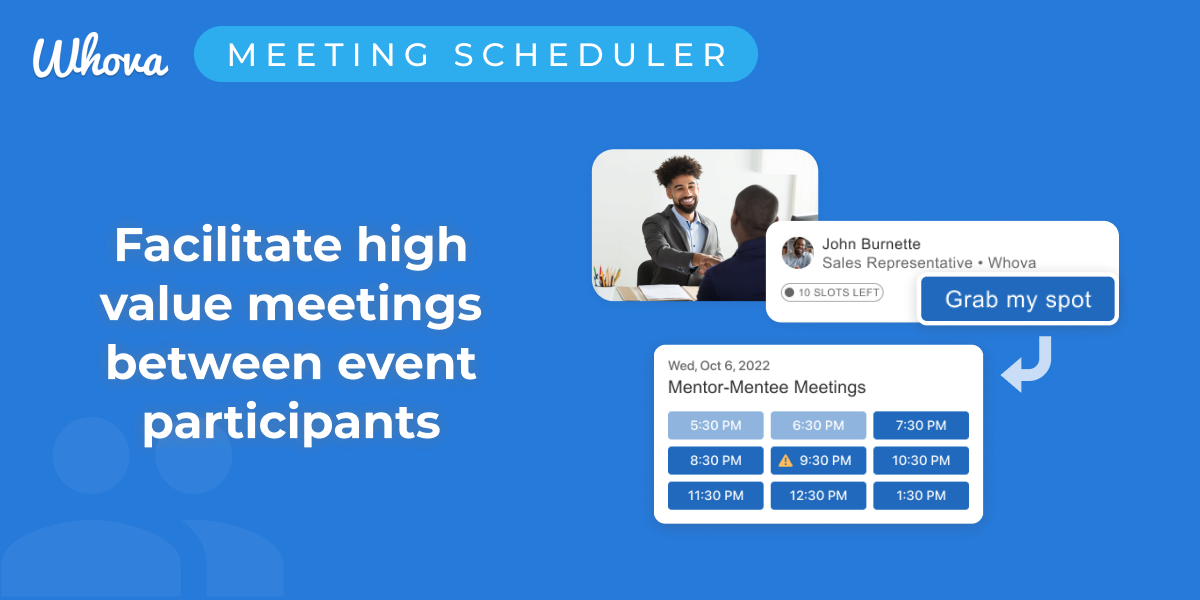 Whova
MEETING SCHEDULER
Facilitate high
value meetings
between event
participants
John Burnette
Sales Representative • Whova
10 SLOTS LEFT
Grab my spot
Wed, Oct 6, 2022
Mentor-Mentee Meetings
5:30 PM 6:30 PM 7:30 PM
8:30 PM 9:30 PM 10:30 PM
11:30 PM 12:30 PM 1:30 PM